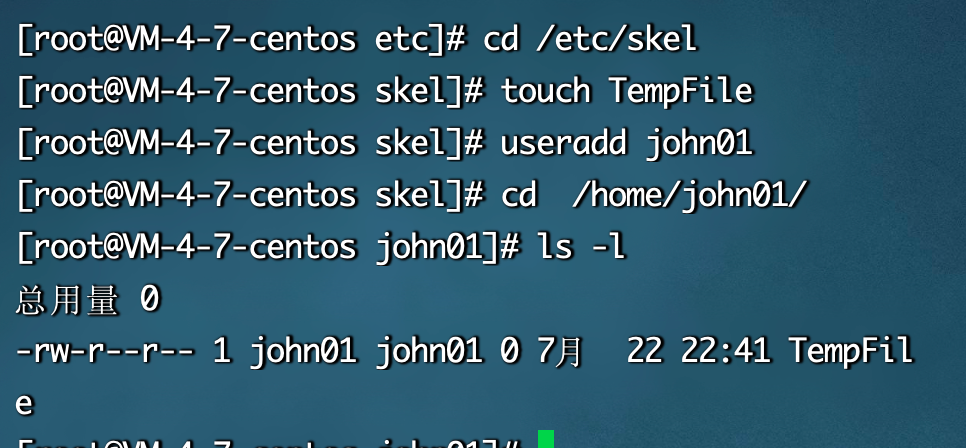 [root@VM-4-7-centos etc]# cd /etc/skel
[root@VM-4-7-centos skel]# touch TempFile
[root@VM-4-7-centos skel]# useradd john01
[root@VM-4-7-centos skel]# cd  /home/john01/
[root@VM-4-7-centos john01]# ls -l
总用量 0
-rw-r--r-- 1 john01 john01 0 7月  22 22:41 TempFil
e
[root@VM-4-7-centos john01]#